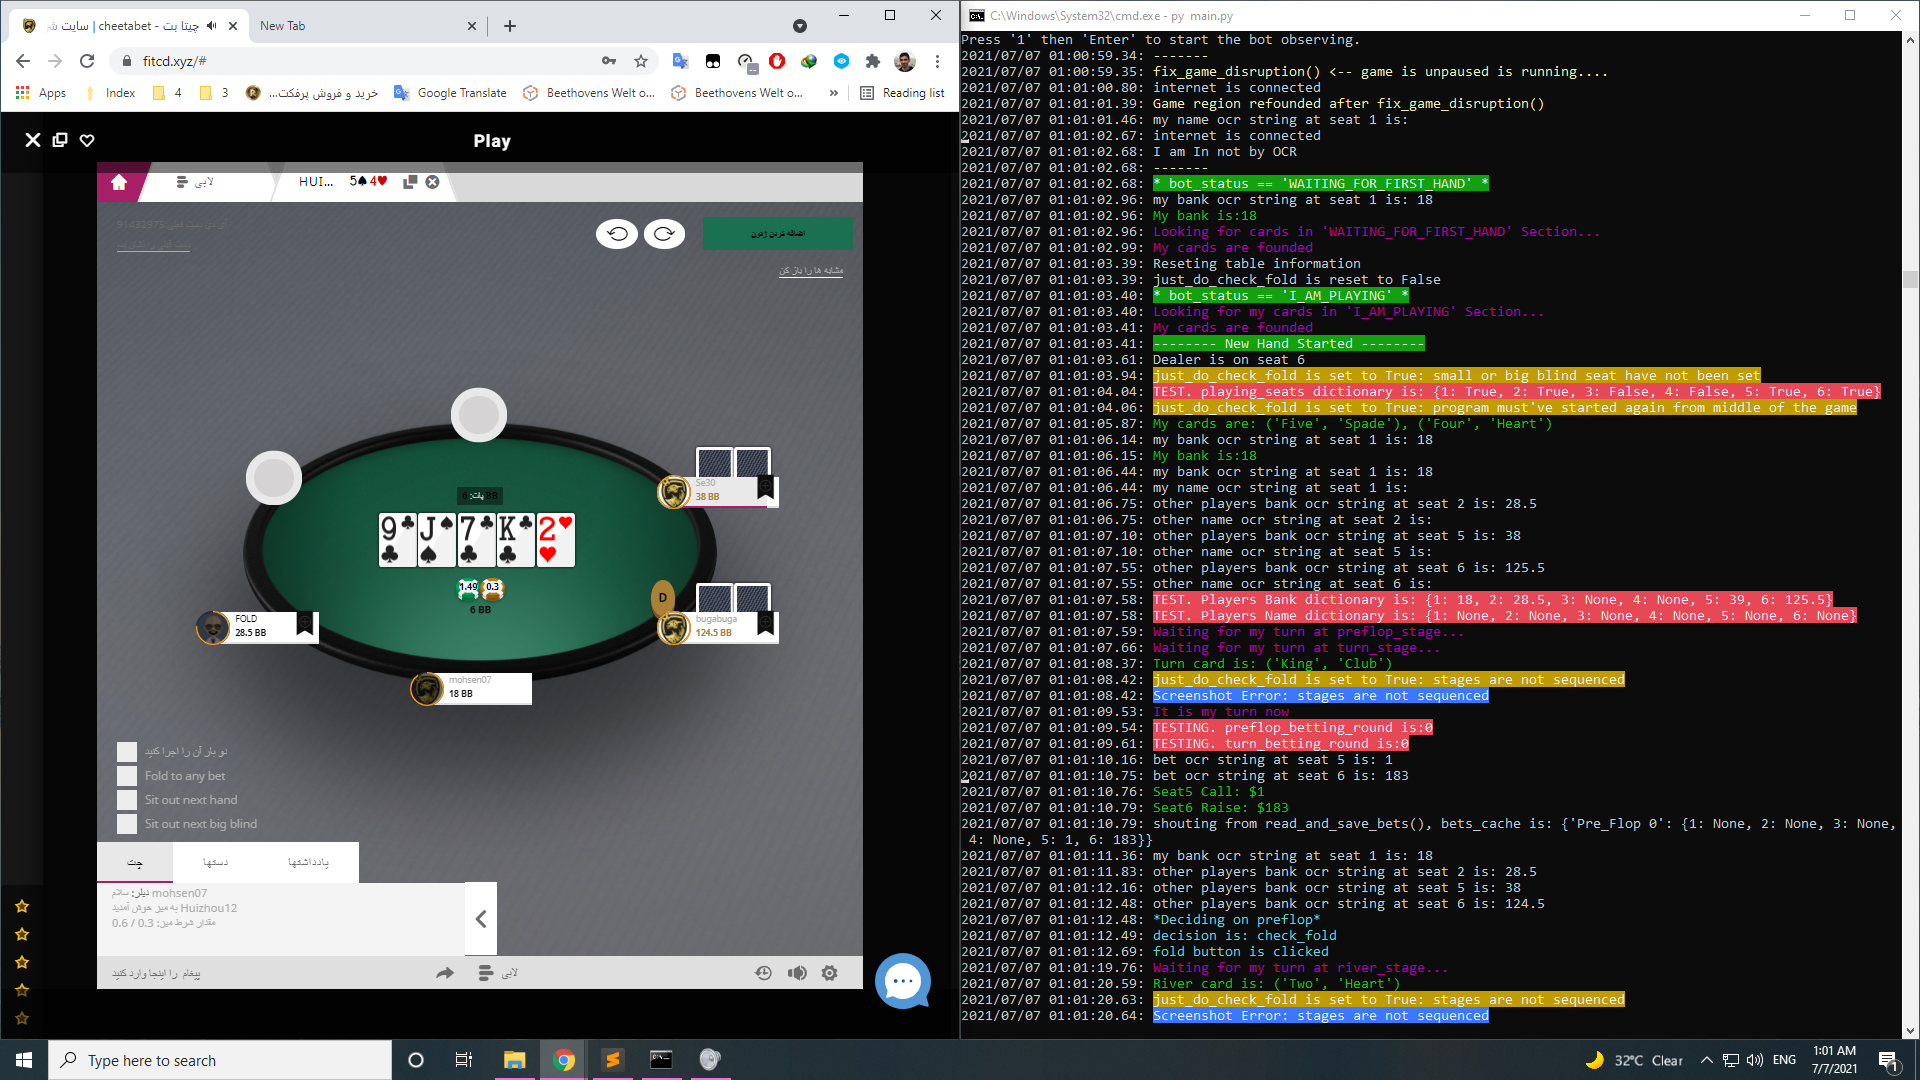 چیتا بت - cheetabet | سایت ش
New Tab
fitcd.xyz/#
Apps
Index
4
3
خرید و فروش پرفکت...
Google Translate
Beethovens Welt o...
Beethovens Welt o...
»
Reading list
Play
لابی
HUI...
5♠4♥
اضافه کردن ژتون
مشابه ها را باز کن
Se30
38 BB
پات: 6 BB
9 J 7 K 2
1.49 0.3
6 BB
D
bugabuga
124.5 BB
FOLD
28.5 BB
mohsen07
18 BB
دو بار آن را اجرا کنید
Fold to any bet
Sit out next hand
Sit out next big blind
چت
دستها
یادداشتها
دیلر: سلام mohsen07
به میز خوش آمدید Huizhou12
مقدار شرط میز: 0.3 / 0.6
پیغام را اینجا وارد کنید
لابی
C:\Windows\System32\cmd.exe - py main.py
Press '1' then 'Enter' to start the bot observing.
2021/07/07 01:00:59.34: -------
2021/07/07 01:00:59.35: fix_game_disruption() <-- game is unpaused is running....
2021/07/07 01:01:00.80: internet is connected
2021/07/07 01:01:01.39: Game region refounded after fix_game_disruption()
2021/07/07 01:01:01.46: my name ocr string at seat 1 is:
2021/07/07 01:01:02.67: internet is connected
2021/07/07 01:01:02.68: I am In not by OCR
2021/07/07 01:01:02.68: -------
2021/07/07 01:01:02.68: * bot_status == 'WAITING_FOR_FIRST_HAND' *
2021/07/07 01:01:02.96: my bank ocr string at seat 1 is: 18
2021/07/07 01:01:02.96: My bank is:18
2021/07/07 01:01:02.96: Looking for cards in 'WAITING_FOR_FIRST_HAND' Section...
2021/07/07 01:01:02.99: My cards are founded
2021/07/07 01:01:03.39: Reseting table information
2021/07/07 01:01:03.39: just_do_check_fold is reset to False
2021/07/07 01:01:03.40: * bot_status == 'I_AM_PLAYING' *
2021/07/07 01:01:03.40: Looking for my cards in 'I_AM_PLAYING' Section...
2021/07/07 01:01:03.41: My cards are founded
2021/07/07 01:01:03.41: -------- New Hand Started --------
2021/07/07 01:01:03.61: Dealer is on seat 6
2021/07/07 01:01:03.94: just_do_check_fold is set to True: small or big blind seat have not been set
2021/07/07 01:01:04.04: TEST. playing_seats dictionary is: {1: True, 2: True, 3: False, 4: False, 5: True, 6: True}
2021/07/07 01:01:04.06: just_do_check_fold is set to True: program must've started again from middle of the game
2021/07/07 01:01:05.87: My cards are: ('Five', 'Spade'), ('Four', 'Heart')
2021/07/07 01:01:06.14: my bank ocr string at seat 1 is: 18
2021/07/07 01:01:06.15: My bank is:18
2021/07/07 01:01:06.44: my bank ocr string at seat 1 is: 18
2021/07/07 01:01:06.44: my name ocr string at seat 1 is:
2021/07/07 01:01:06.75: other players bank ocr string at seat 2 is: 28.5
2021/07/07 01:01:06.75: other name ocr string at seat 2 is:
2021/07/07 01:01:07.10: other players bank ocr string at seat 5 is: 38
2021/07/07 01:01:07.10: other name ocr string at seat 5 is:
2021/07/07 01:01:07.55: other players bank ocr string at seat 6 is: 125.5
2021/07/07 01:01:07.55: other name ocr string at seat 6 is:
2021/07/07 01:01:07.58: TEST. Players Bank dictionary is: {1: 18, 2: 28.5, 3: None, 4: None, 5: 39, 6: 125.5}
2021/07/07 01:01:07.58: TEST. Players Name dictionary is: {1: None, 2: None, 3: None, 4: None, 5: None, 6: None}
2021/07/07 01:01:07.59: Waiting for my turn at preflop_stage...
2021/07/07 01:01:07.66: Waiting for my turn at turn_stage...
2021/07/07 01:01:08.37: Turn card is: ('King', 'Club')
2021/07/07 01:01:08.42: just_do_check_fold is set to True: stages are not sequenced
2021/07/07 01:01:08.42: Screenshot Error: stages are not sequenced
2021/07/07 01:01:09.53: It is my turn now
2021/07/07 01:01:09.54: TESTING. preflop_betting_round is:0
2021/07/07 01:01:09.61: TESTING. turn_betting_round is:0
2021/07/07 01:01:10.16: bet ocr string at seat 5 is: 1
2021/07/07 01:01:10.75: bet ocr string at seat 6 is: 183
2021/07/07 01:01:10.76: Seat5 Call: $1
2021/07/07 01:01:10.79: Seat6 Raise: $183
2021/07/07 01:01:10.79: shouting from read_and_save_bets(), bets_cache is: {'Pre_Flop 0': {1: None, 2: None, 3: None,
4: None, 5: 1, 6: 183}}
2021/07/07 01:01:11.36: my bank ocr string at seat 1 is: 18
2021/07/07 01:01:11.83: other players bank ocr string at seat 2 is: 28.5
2021/07/07 01:01:12.16: other players bank ocr string at seat 5 is: 38
2021/07/07 01:01:12.48: other players bank ocr string at seat 6 is: 124.5
2021/07/07 01:01:12.48: *Deciding on preflop*
2021/07/07 01:01:12.49: decision is: check_fold
2021/07/07 01:01:12.69: fold button is clicked
2021/07/07 01:01:19.76: Waiting for my turn at river_stage...
2021/07/07 01:01:20.59: River card is: ('Two', 'Heart')
2021/07/07 01:01:20.63: just_do_check_fold is set to True: stages are not sequenced
2021/07/07 01:01:20.64: Screenshot Error: stages are not sequenced
Type here to search
32°C Clear
ENG
1:01 AM
7/7/2021
1